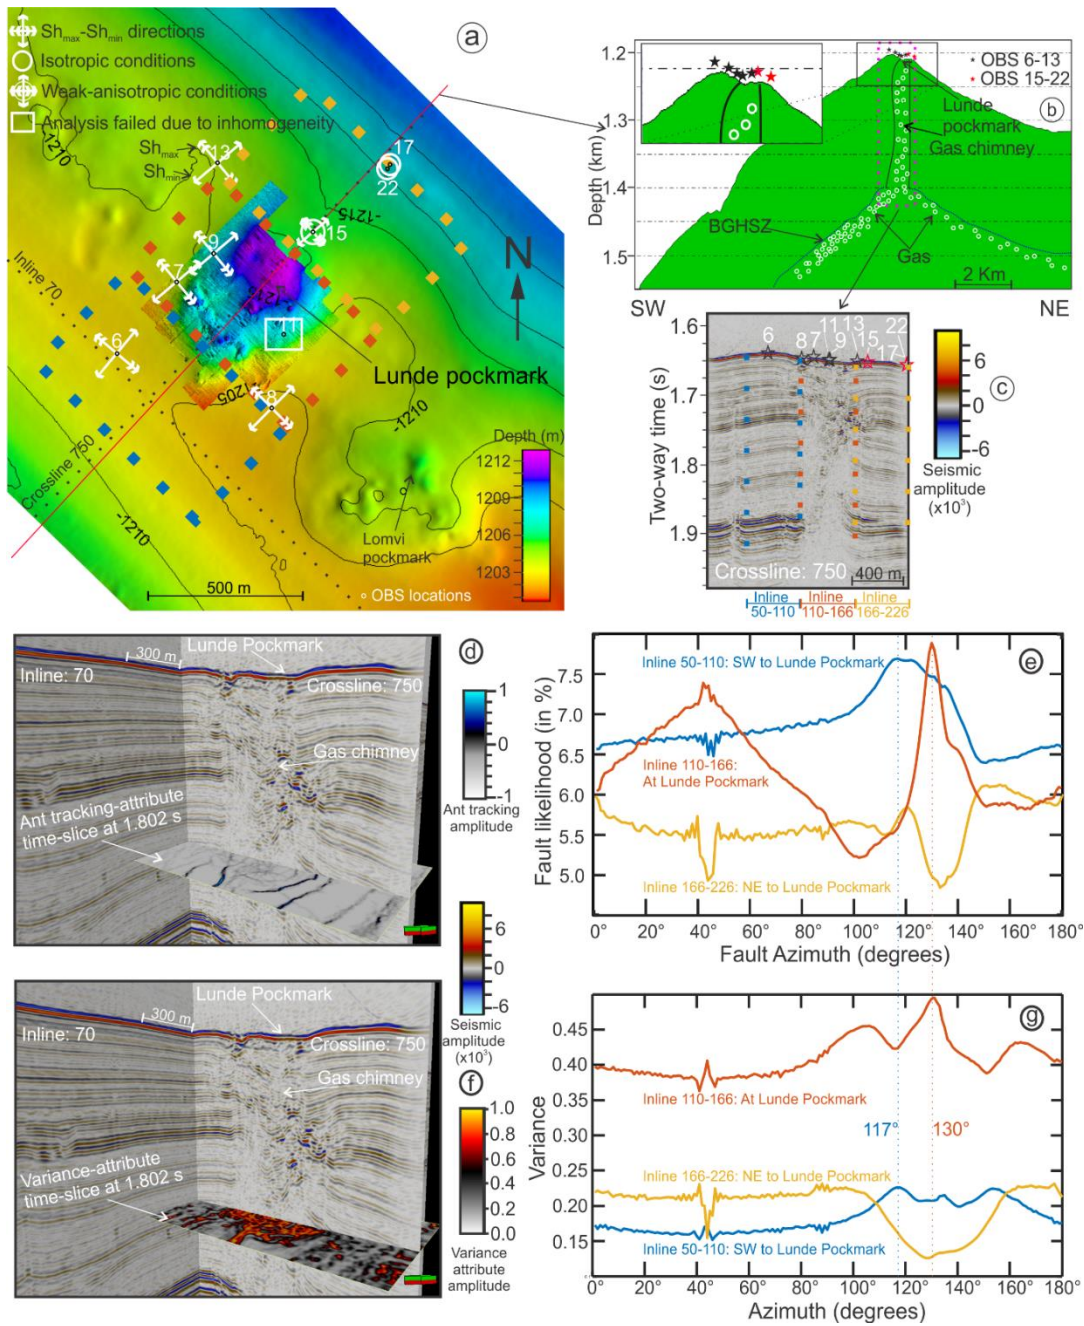 Sh_max-Sh_min directions
Isotropic conditions
Weak-anisotropic conditions
Analysis failed due to inhomogeneity
a
-1210
Sh_max
Sh_min
13
17
22
-1215
15
9
7
-1211
11
6
8
-1205
N
Inline 70
Crossline 750
Lunde pockmark
-1210
-1210
Lomvi
pockmark
500 m
OBS locations
Depth (m)
1212
1209
1206
1203
b
1.2
1.3
1.4
1.5
Depth (km)
OBS 6-13
OBS 15-22
Lunde
pockmark
Gas chimney
BGHSZ
Gas
2 Km
SW
NE
1.6
1.7
1.8
1.9
Two-way time (s)
6
8
7
11
9
13
15
17
22
Crossline: 750
400 m
Inline
50-110
Inline
110-166
Inline
166-226
c
6
3
0
-3
-6
Seismic
amplitude
(x10³)
d
Lunde Pockmark
300 m
Inline: 70
Crossline: 750
Gas chimney
Ant tracking-attribute
time-slice at 1.802 s
1
0
-1
Ant tracking
amplitude
6
3
0
-3
-6
Seismic
amplitude
(x10³)
e
Inline 50-110: SW to Lunde Pockmark
Inline 110-166:
At Lunde Pockmark
Inline 166-226: NE to Lunde Pockmark
Fault likelihood (in %)
7.5
7.0
6.5
6.0
5.5
5.0
0° 20° 40° 60° 80° 100° 120° 140° 160° 180°
Fault Azimuth (degrees)
f
Lunde Pockmark
300 m
Inline: 70
Crossline: 750
Gas chimney
Variance-attribute
time-slice at 1.802 s
1.0
0.8
0.6
0.4
0.2
0.0
Variance
attribute
amplitude
g
Inline 110-166: At Lunde Pockmark
117°
130°
Inline 166-226: NE to Lunde Pockmark
Inline 50-110: SW to Lunde Pockmark
Variance
0.45
0.40
0.35
0.30
0.25
0.20
0.15
0° 20° 40° 60° 80° 100° 120° 140° 160° 180°
Azimuth (degrees)